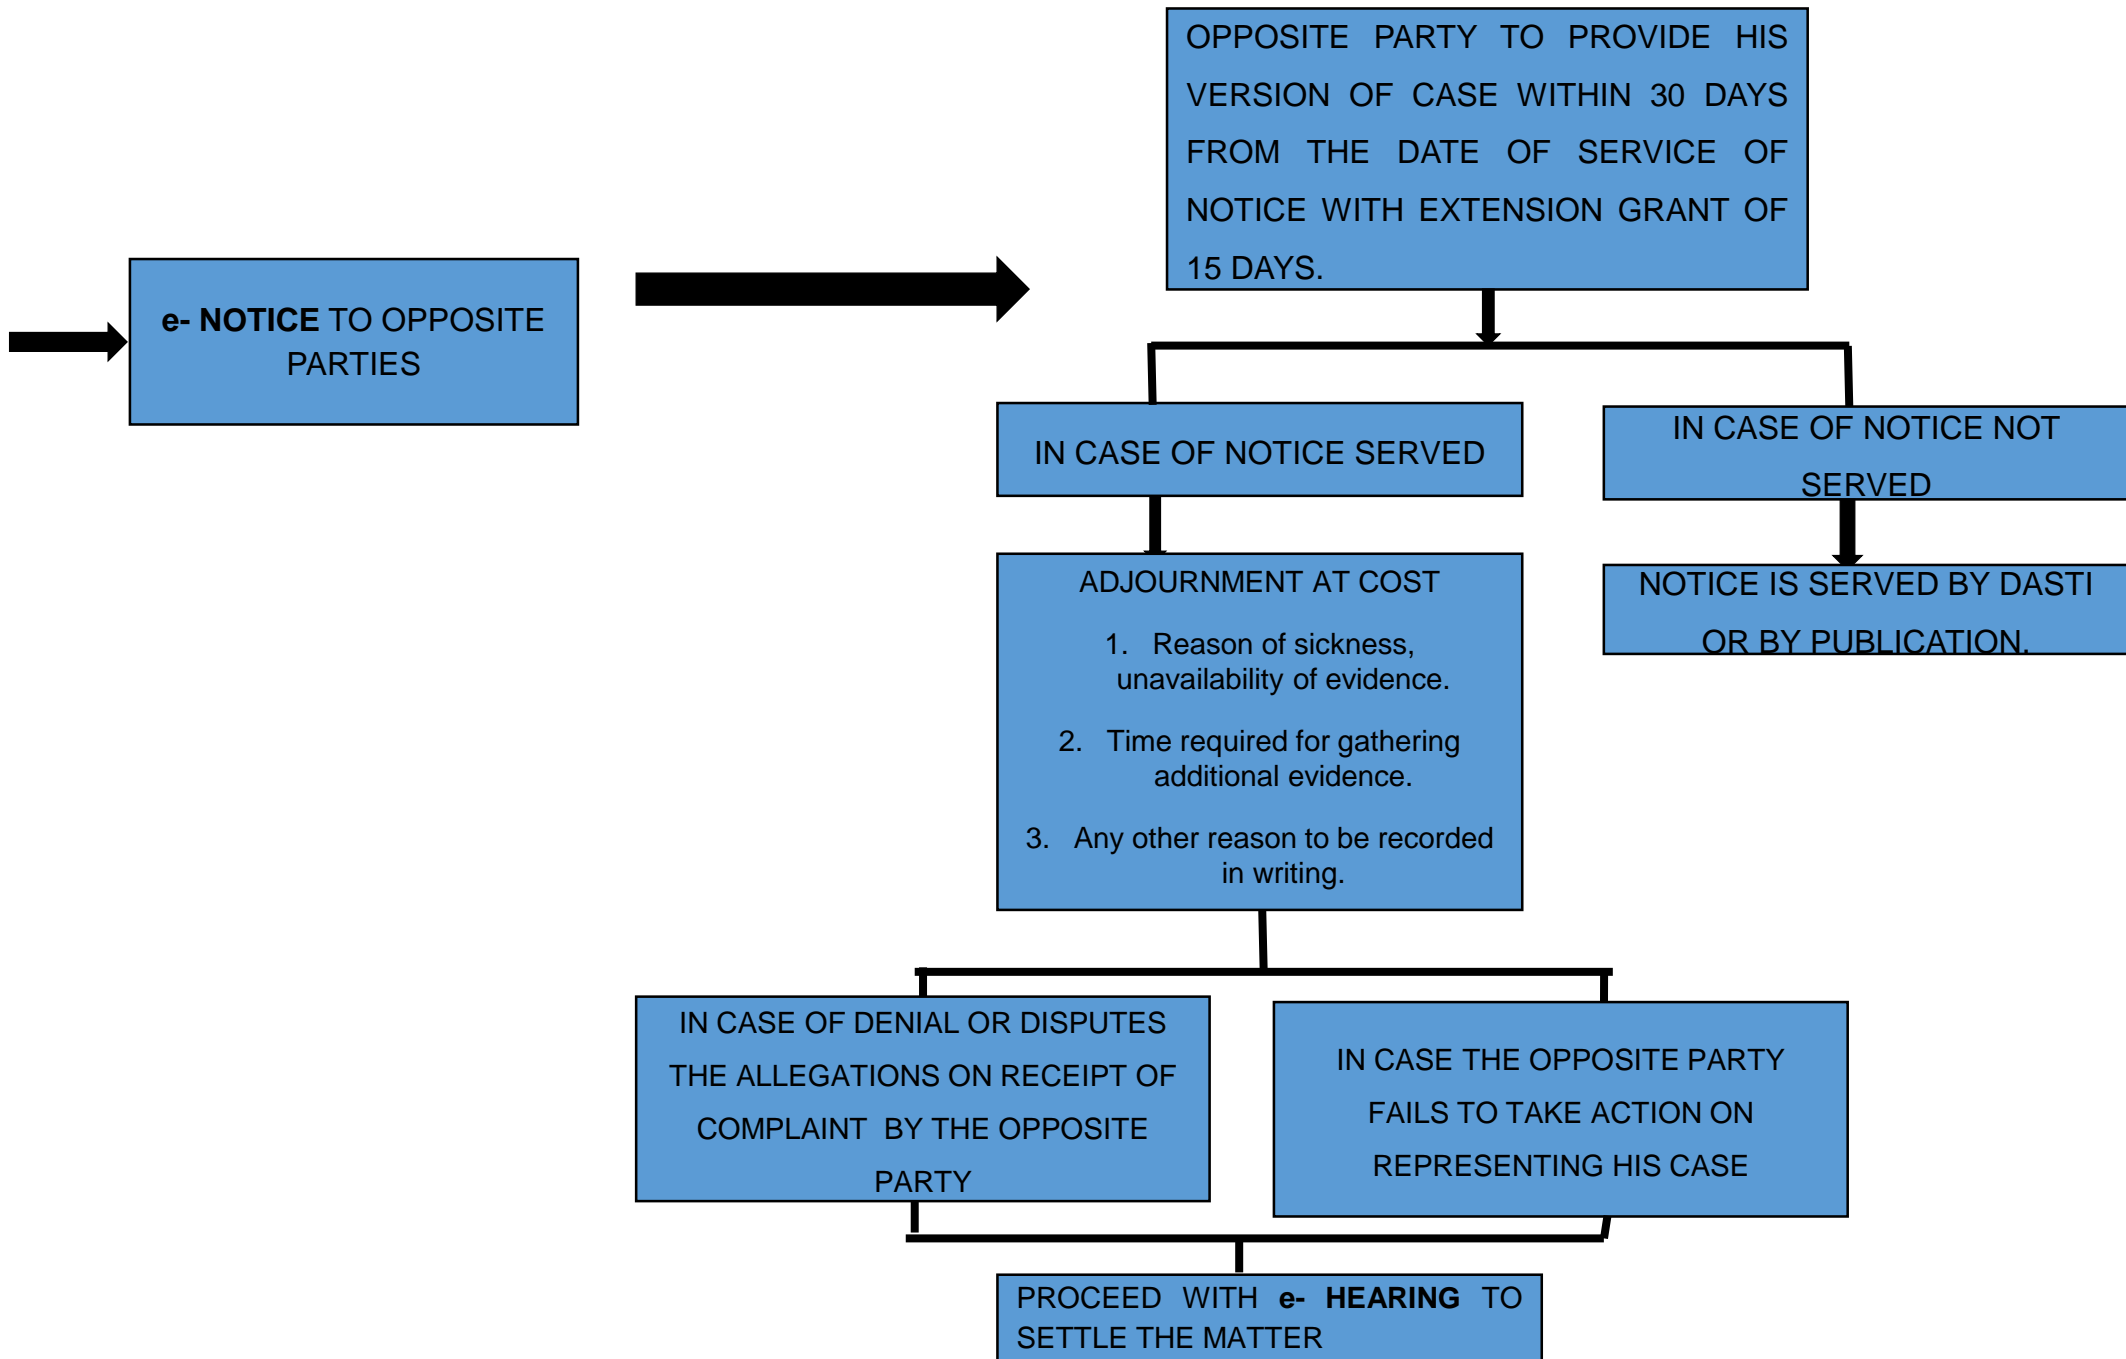 OPPOSITE PARTY TO PROVIDE HIS
VERSION OF CASE WITHIN 30 DAYS
FROM THE DATE OF SERVICE OF
NOTICE WITH EXTENSION GRANT OF
15 DAYS.
e- NOTICE TO OPPOSITE
PARTIES
IN CASE OF NOTICE SERVED
IN CASE OF NOTICE NOT
SERVED
ADJOURNMENT AT COST
1. Reason of sickness,
unavailability of evidence.
2. Time required for gathering
additional evidence.
3. Any other reason to be recorded
in writing.
NOTICE IS SERVED BY DASTI
OR BY PUBLICATION.
IN CASE OF DENIAL OR DISPUTES
THE ALLEGATIONS ON RECEIPT OF
COMPLAINT BY THE OPPOSITE
PARTY
IN CASE THE OPPOSITE PARTY
FAILS TO TAKE ACTION ON
REPRESENTING HIS CASE
PROCEED WITH e- HEARING TO
SETTLE THE MATTER